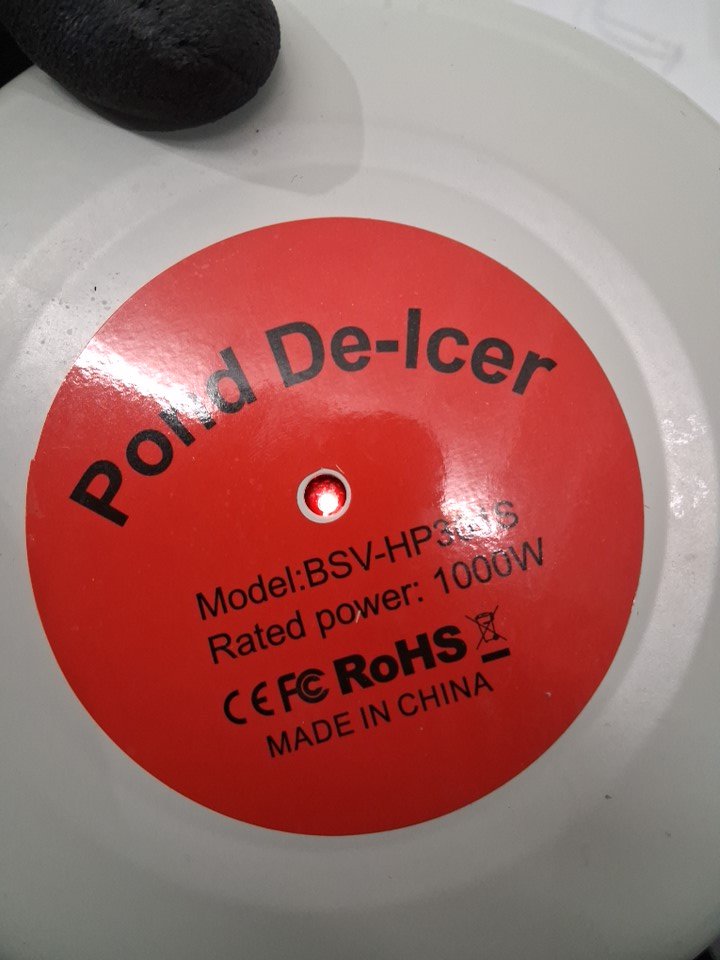 Pond De-Icer
Model:
Rated power: 1000W
CE FC RoHS
MADE IN CHINA